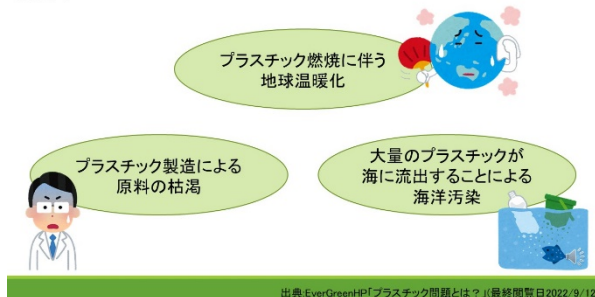 プラスチック燃焼に伴う
地球温暖化
プラスチック製造による
原料の枯渇
大量のプラスチックが
海に流出することによる
海洋汚染
出典:EverGreenHP「プラスチック問題とは?」(最終閲覧日2022/9/12